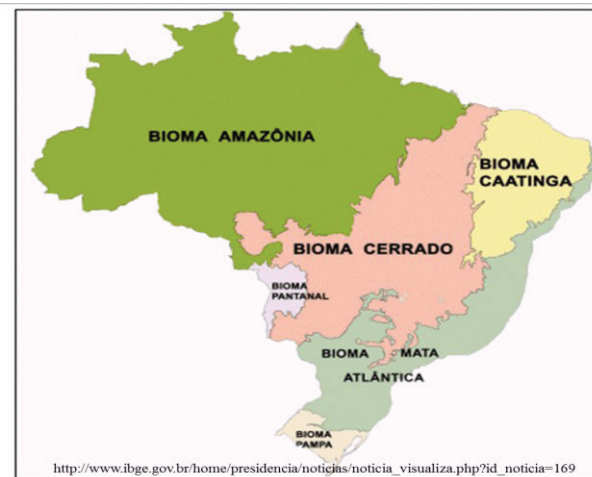 BIOMA AMAZÔNIA
BIOMA
CAATINGA
BIOMA CERRADO
BIOMA
PANTANAL
BIOMA MATA
ATLÂNTICA
BIOMA
PAMPA
http://www.ibge.gov.br/home/presidencia/noticias/noticia_visualiza.php?id_noticia=169